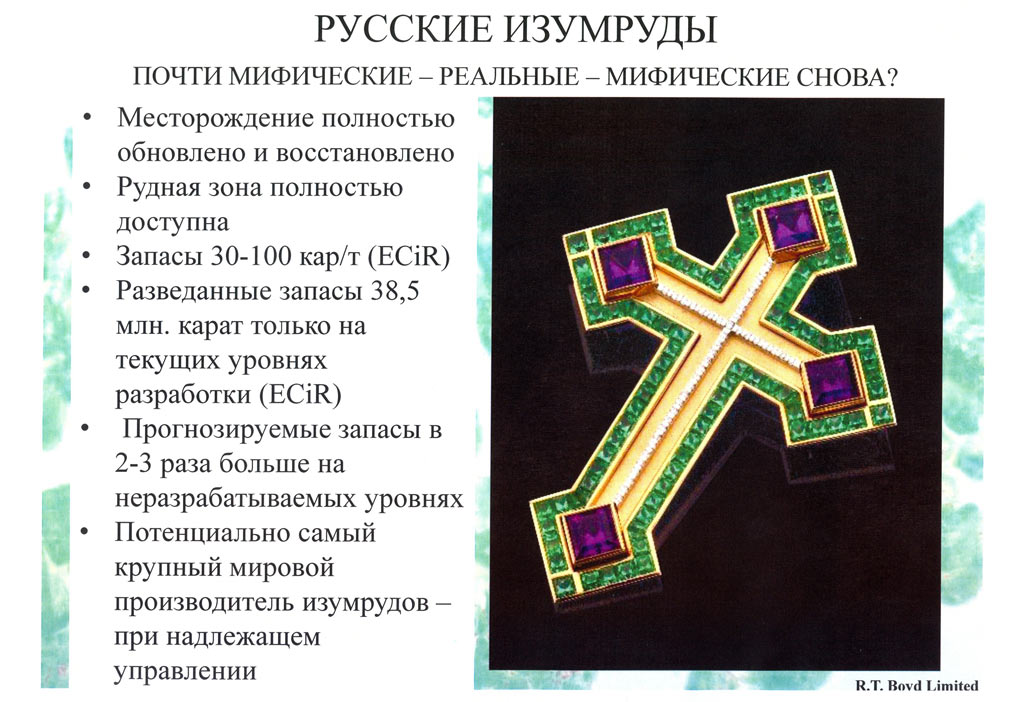 РУССКИЕ ИЗУМРУДЫ
ПОЧТИ МИФИЧЕСКИЕ – РЕАЛЬНЫЕ – МИФИЧЕСКИЕ СНОВА?
• Месторождение полностью
обновлено и восстановлено
• Рудная зона полностью
доступна
• Запасы 30-100 кар/т (ECiR)
• Разведанные запасы 38,5
млн. карат только на
текущих уровнях
разработки (ECiR)
• Прогнозируемые запасы в
2-3 раза больше на
неразрабатываемых уровнях
• Потенциально самый
крупный мировой
производитель изумрудов –
при надлежащем
управлении
R.T. Boyd Limited